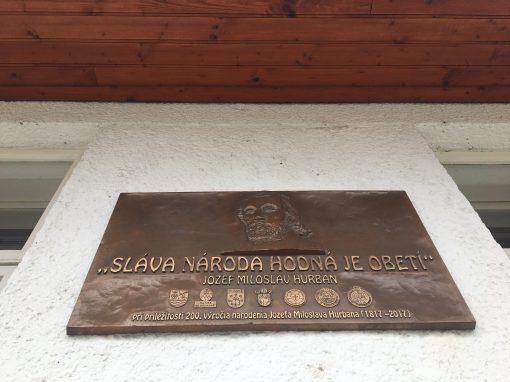 „SLÁVA NÁRODA HODNÁ JE OBETÍ“
JOZEF MILOSLAV HURBAN
pri príležitosti 200. výročia narodenia Jozefa Miloslava Hurbana (1817-2017)